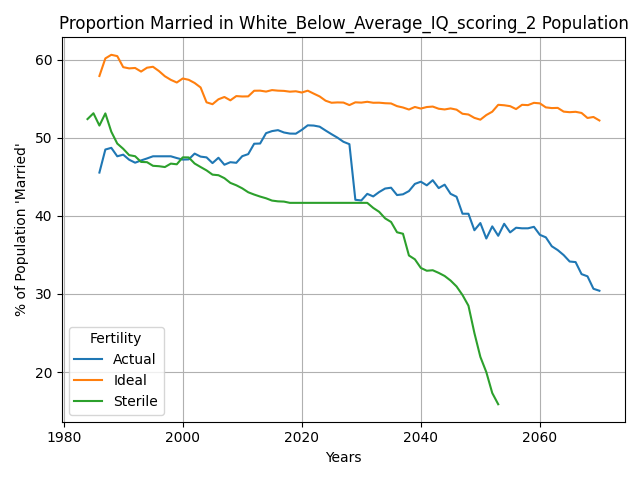 Proportion Married in White_Below_Average_IQ_scoring_2 Population
% of Population 'Married'
60
50
40
30
20
Fertility
Actual
Ideal
Sterile
1980
2000
2020
2040
2060
Years